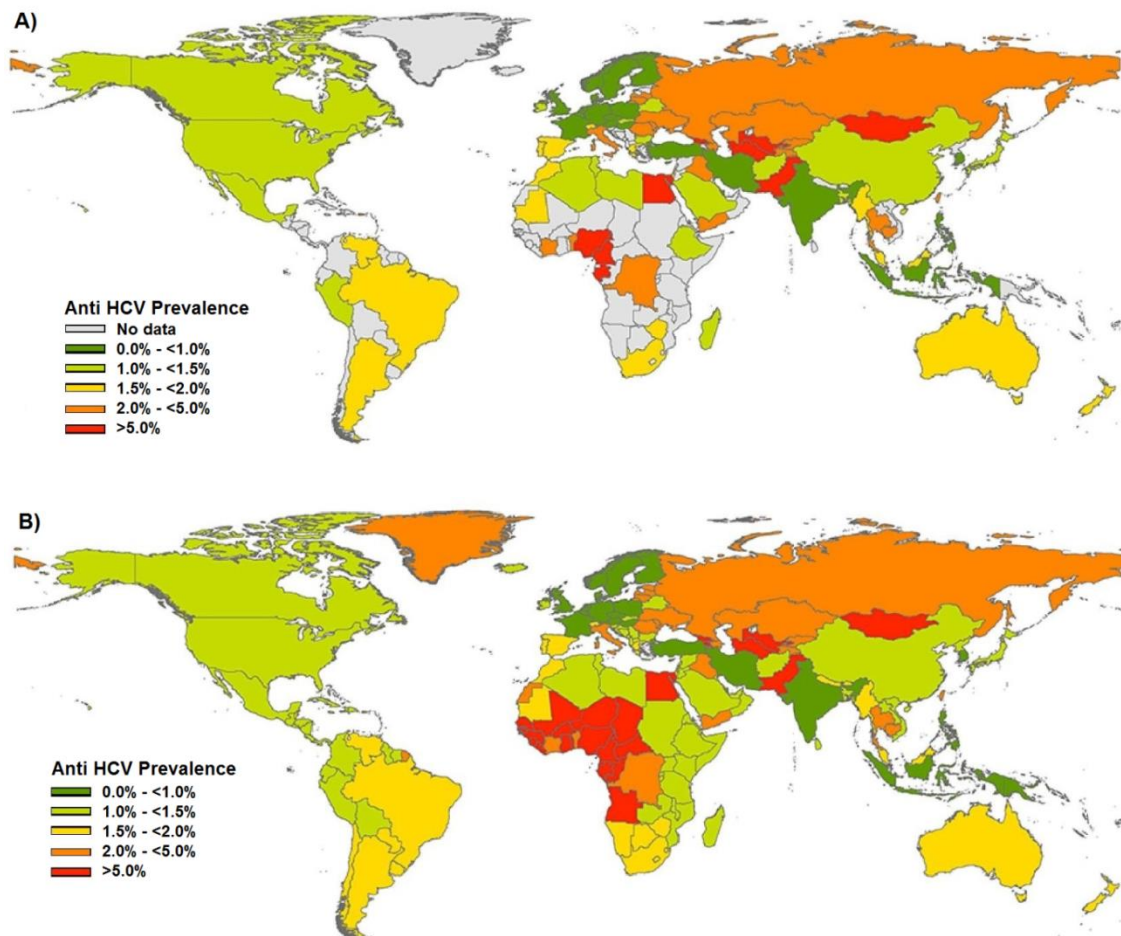 A)
Anti HCV Prevalence
No data
0.0% - <1.0%
1.0% - <1.5%
1.5% - <2.0%
2.0% - <5.0%
>5.0%
B)
Anti HCV Prevalence
0.0% - <1.0%
1.0% - <1.5%
1.5% - <2.0%
2.0% - <5.0%
>5.0%